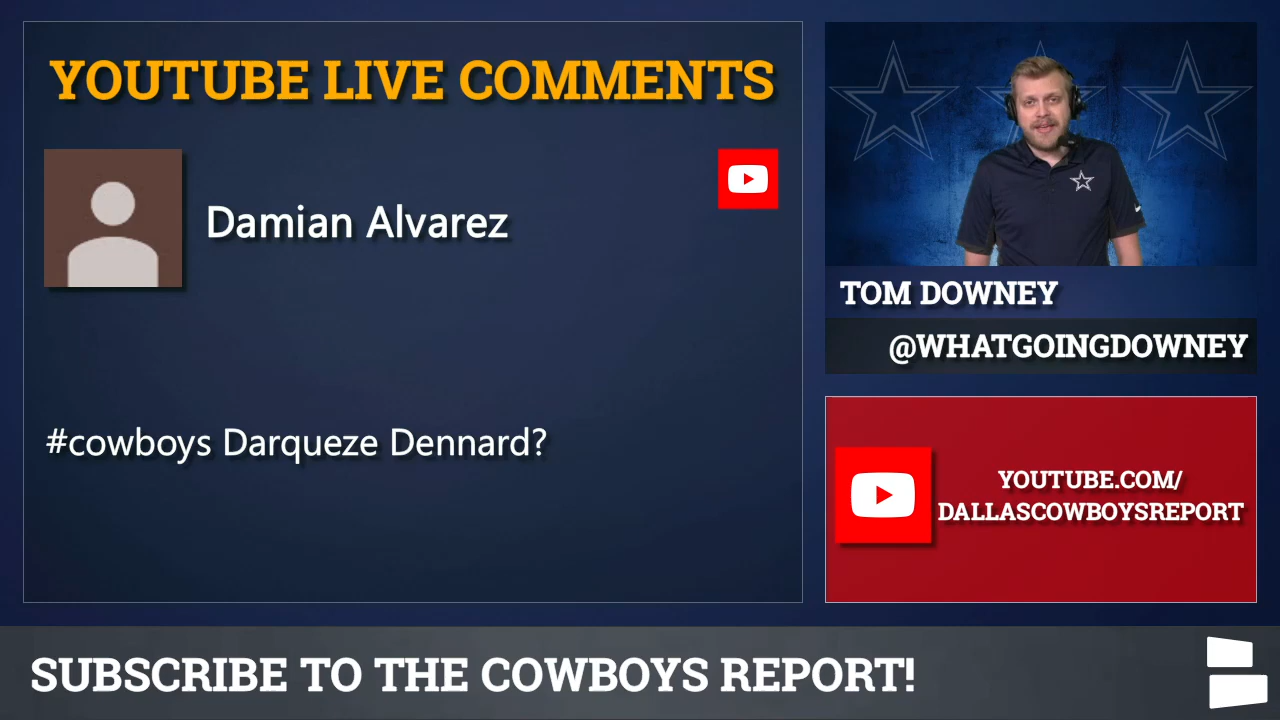 YOUTUBE LIVE COMMENTS
Damian Alvarez
#cowboys Darqueze Dennard?
TOM DOWNEY
@WHATGOINGDOWNEY
YOUTUBE.COM/
DALLASCOWBOYSREPORT
SUBSCRIBE TO THE COWBOYS REPORT!